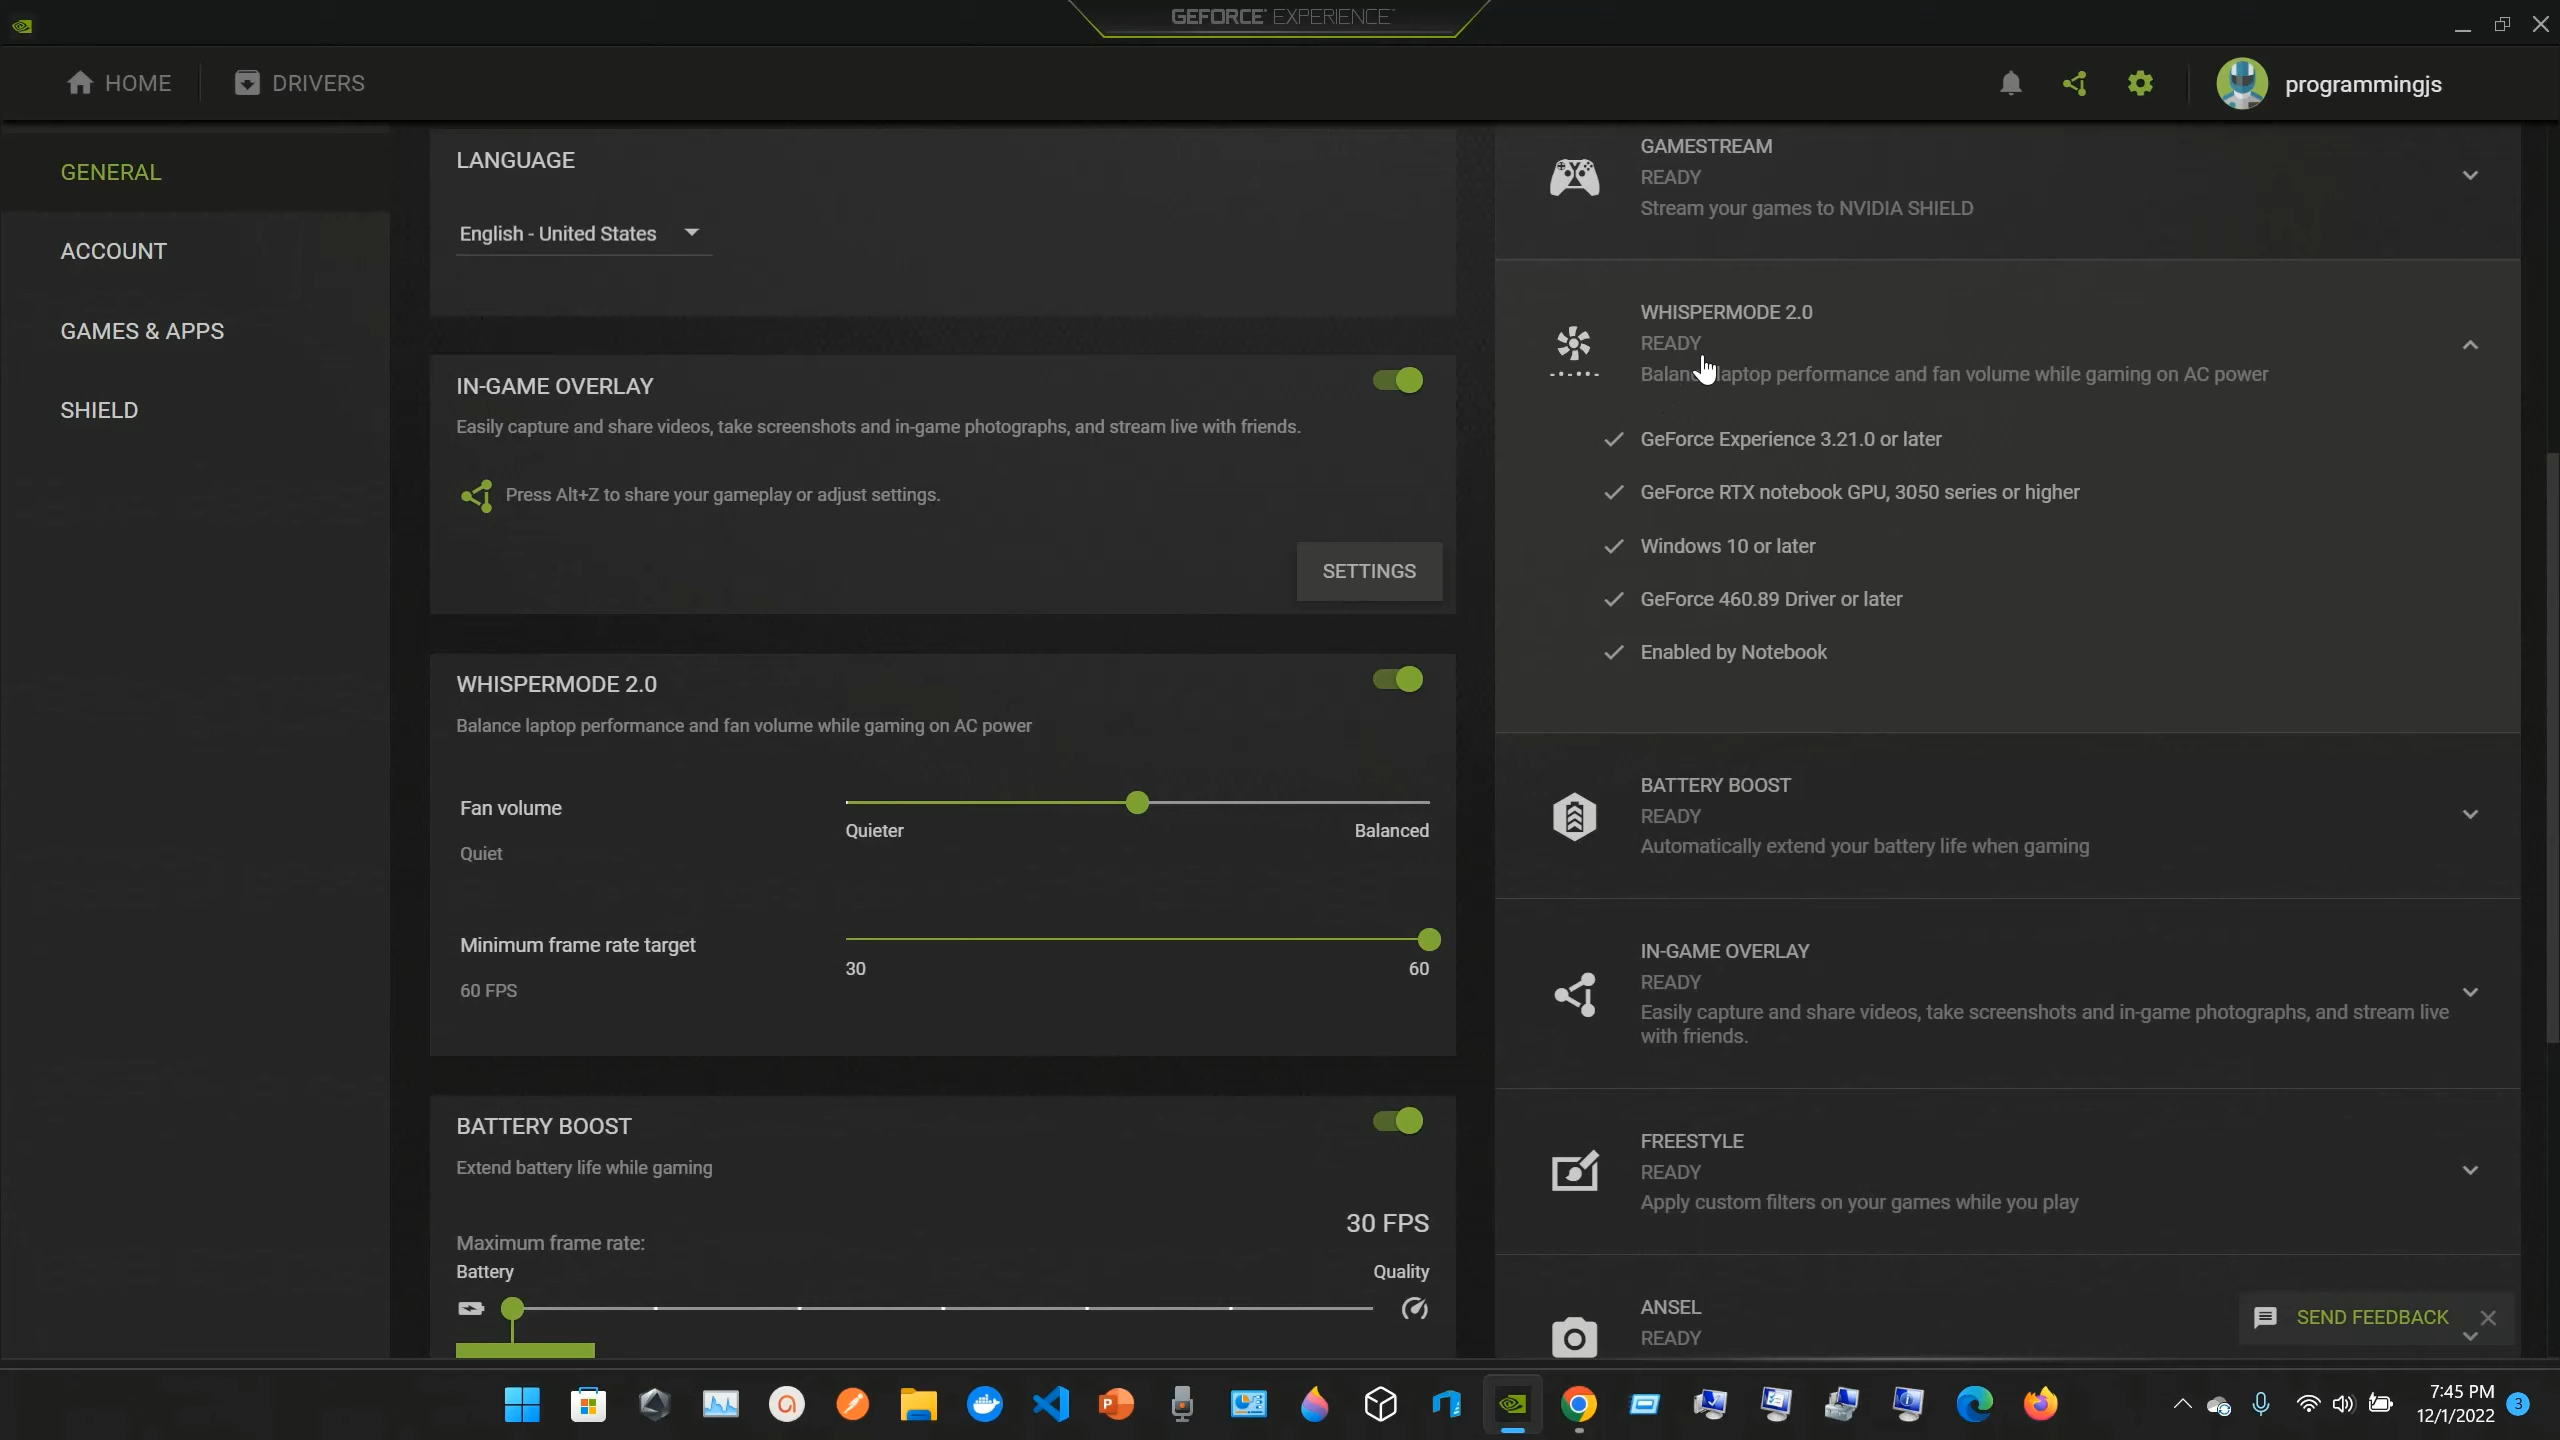 GEFORCE EXPERIENCE
HOME
DRIVERS
programmingjs
GENERAL
ACCOUNT
GAMES & APPS
SHIELD
LANGUAGE
English - United States
IN-GAME OVERLAY
Easily capture and share videos, take screenshots and in-game photographs, and stream live with friends.
Press Alt+Z to share your gameplay or adjust settings.
SETTINGS
WHISPERMODE 2.0
Balance laptop performance and fan volume while gaming on AC power
Fan volume
Quieter
Balanced
Quiet
Minimum frame rate target
30
60
60 FPS
BATTERY BOOST
Extend battery life while gaming
30 FPS
Maximum frame rate:
Battery
Quality
GAMESTREAM
READY
Stream your games to NVIDIA SHIELD
WHISPERMODE 2.0
READY
Balance laptop performance and fan volume while gaming on AC power
GeForce Experience 3.21.0 or later
GeForce RTX notebook GPU, 3050 series or higher
Windows 10 or later
GeForce 460.89 Driver or later
Enabled by Notebook
BATTERY BOOST
READY
Automatically extend your battery life when gaming
IN-GAME OVERLAY
READY
Easily capture and share videos, take screenshots and in-game photographs, and stream live
with friends.
FREESTYLE
READY
Apply custom filters on your games while you play
ANSEL
READY
SEND FEEDBACK
7:45 PM
12/1/2022
3